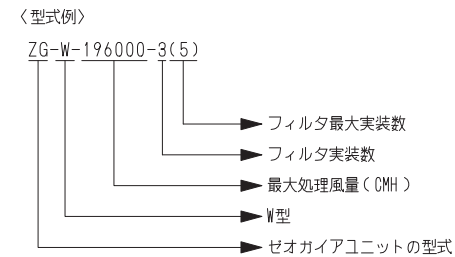 〈型式例〉
ZG-W-196000-3(5)
フィルタ最大実装数
フィルタ実装数
最大処理風量(CMH)
W型
ゼオガイアユニットの型式